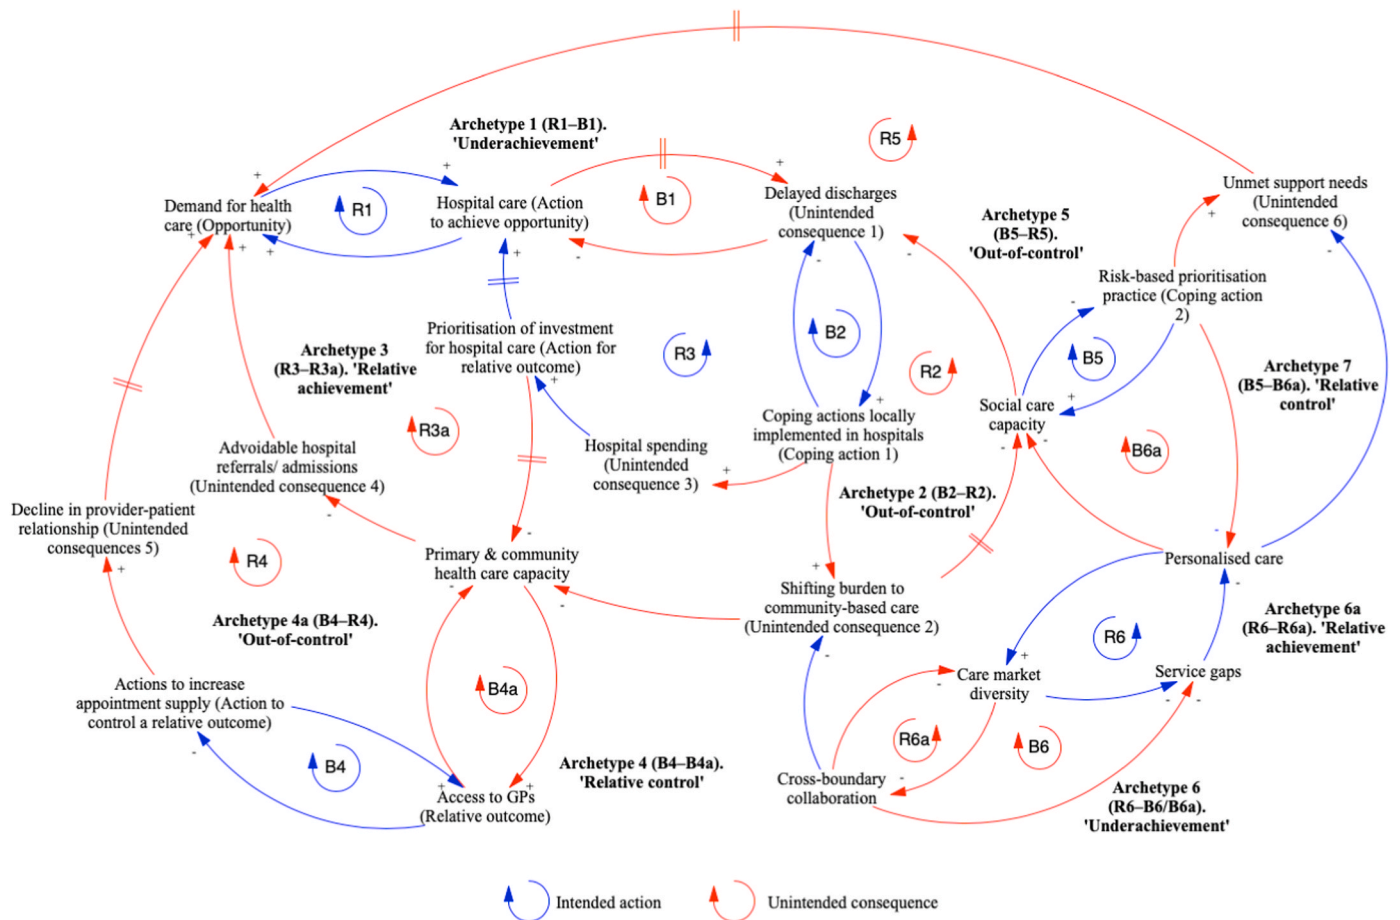 Archetype 1 (R1–B1).
'Underachievement'
R5
Demand for health
care (Opportunity)
R1
Hospital care (Action
to achieve opportunity)
B1
Delayed discharges
(Unintended
consequence 1)
Unmet support needs
(Unintended
consequence 6)
Archetype 5
(B5–R5).
'Out-of-control'
Risk-based prioritisation
practice (Coping action
2)
Prioritisation of investment
for hospital care (Action for
relative outcome)
R3
B2
R2
B5
Archetype 3
(R3–R3a). 'Relative
achievement'
Archetype 7
(B5–B6a). 'Relative
control'
R3a
Social care
capacity
Coping actions locally
implemented in hospitals
(Coping action 1)
Hospital spending
(Unintended
consequence 3)
B6a
Advoidable hospital
referrals/ admissions
(Unintended consequence 4)
Archetype 2 (B2–R2).
'Out-of-control'
Decline in provider-patient
relationship (Unintended
consequences 5)
R4
Primary & community
health care capacity
Personalised care
Shifting burden to
community-based care
(Unintended consequence 2)
Archetype 4a (B4–R4).
'Out-of-control'
R6
Archetype 6a
(R6–R6a). 'Relative
achievement'
Actions to increase
appointment supply (Action to
control a relative outcome)
B4a
Care market
diversity
Service gaps
B4
R6a
B6
Archetype 4 (B4–B4a).
'Relative control'
Access to GPs
(Relative outcome)
Cross-boundary
collaboration
Archetype 6
(R6–B6/B6a).
'Underachievement'
Intended action
Unintended consequence